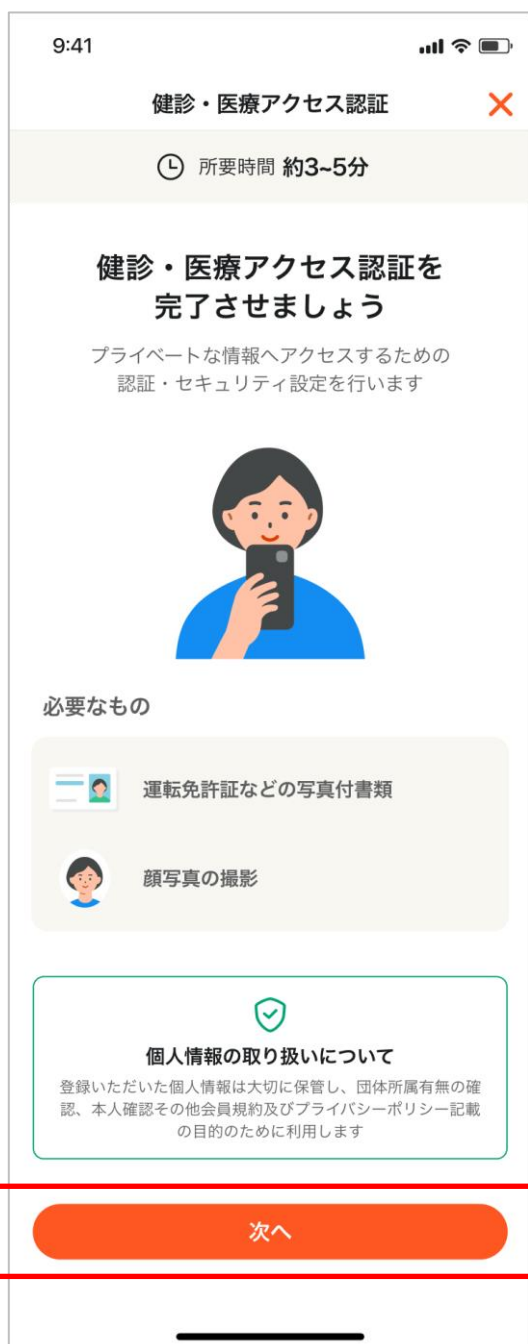 9:41
健診・医療アクセス認証
所要時間 約3~5分
健診・医療アクセス認証を
完了させましょう
プライベートな情報へアクセスするための
認証・セキュリティ設定を行います
必要なもの
運転免許証などの写真付書類
顔写真の撮影
個人情報の取り扱いについて
登録いただいた個人情報は大切に保管し、団体所属有無の確
認、本人確認その他会員規約及びプライバシーポリシー記載
の目的のために利用します
次へ